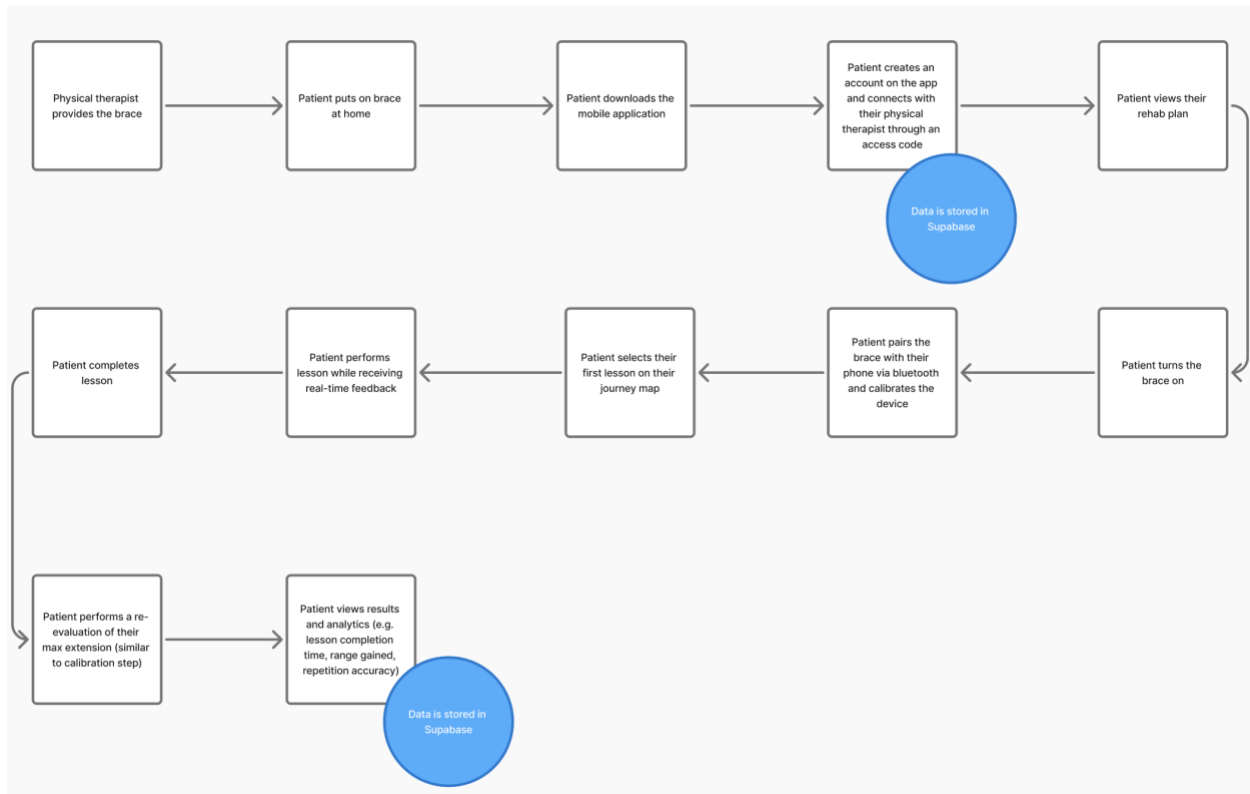 Physical therapist
provides the brace
Patient puts on brace
at home
Patient downloads the
mobile application
Patient creates an
account on the app
and connects with
their physical
therapist through an
access code
Patient views their
rehab plan
Data is stored in
Supabase
Patient turns the
brace on
Patient pairs the
brace with their
phone via bluetooth
and calibrates the
device
Patient selects their
first lesson on their
journey map
Patient performs
lesson while receiving
real-time feedback
Patient completes
lesson
Patient performs a re-
evaluation of their
max extension (similar
to calibration step)
Patient views results
and analytics (e.g.
lesson completion
time, range gained,
repetition accuracy)
Data is stored in
Supabase